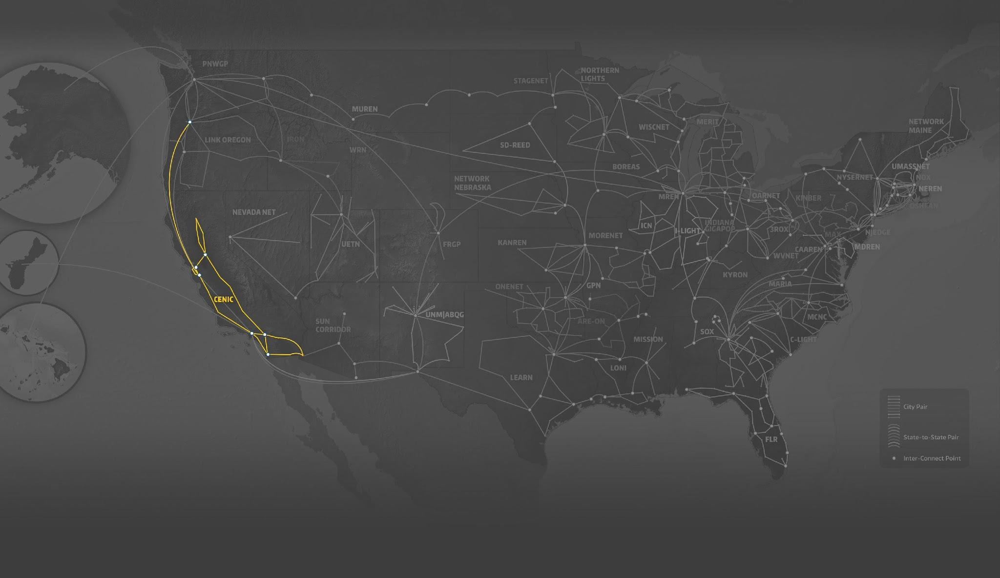 PNWGP
NORTHERN
LIGHTS
STAGENET
MUREN
NETWORK
MAINE
MERIT
WISCNET
LINK OREGON
IRON
SD-REED
WRN
BOREAS
UMASSNET
NYSERNET
NOX
NETWORK
NEBRASKA
NEREN
MREN
OARNET
KINBER
OSHEAN
NEVADA NET
INDIANA
GIGAPOP
ICN
I-LIGHT
3ROX
NJEDGE
MAX
MORENET
UETN
FRGP
KANREN
MDREN
CAAREN
WVNET
KYRON
MARIA
GPN
ONENET
CENIC
UNM|ABQG
MCNC
ARE-ON
SUN
CORRIDOR
SOX
MISSION
C-LIGHT
LONI
LEARN
City Pair
State-to-State Pair
FLR
Inter-Connect Point